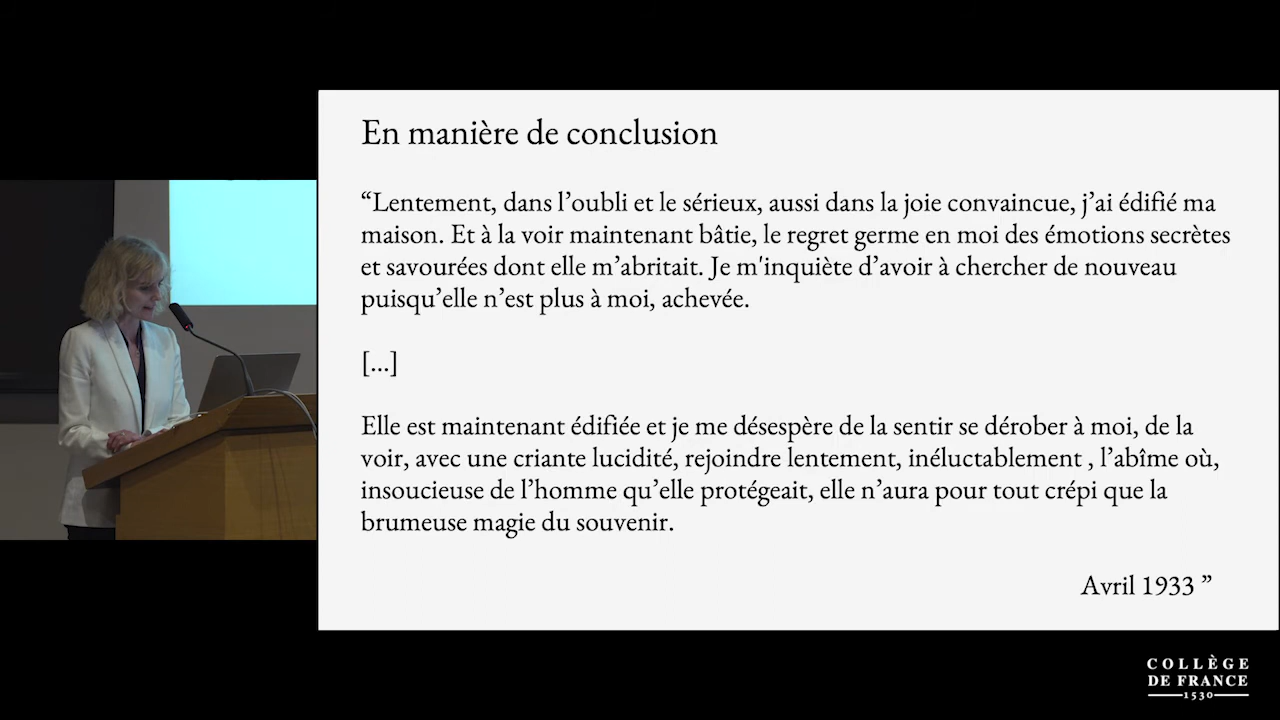 En manière de conclusion
“Lentement, dans l’oubli et le sérieux, aussi dans la joie convaincue, j’ai édifié ma
maison. Et à la voir maintenant bâtie, le regret germe en moi des émotions secrètes
et savourées dont elle m’abritait. Je m'inquiète d’avoir à chercher de nouveau
puisqu’elle n’est plus à moi, achevée.
[...]
Elle est maintenant édifiée et je me désespère de la sentir se dérober à moi, de la
voir, avec une criante lucidité, rejoindre lentement, inéluctablement , l’abîme où,
insoucieuse de l’homme qu’elle protégeait, elle n’aura pour tout crépi que la
brumeuse magie du souvenir.
Avril 1933 ”
COLLÈGE
DE FRANCE
1530